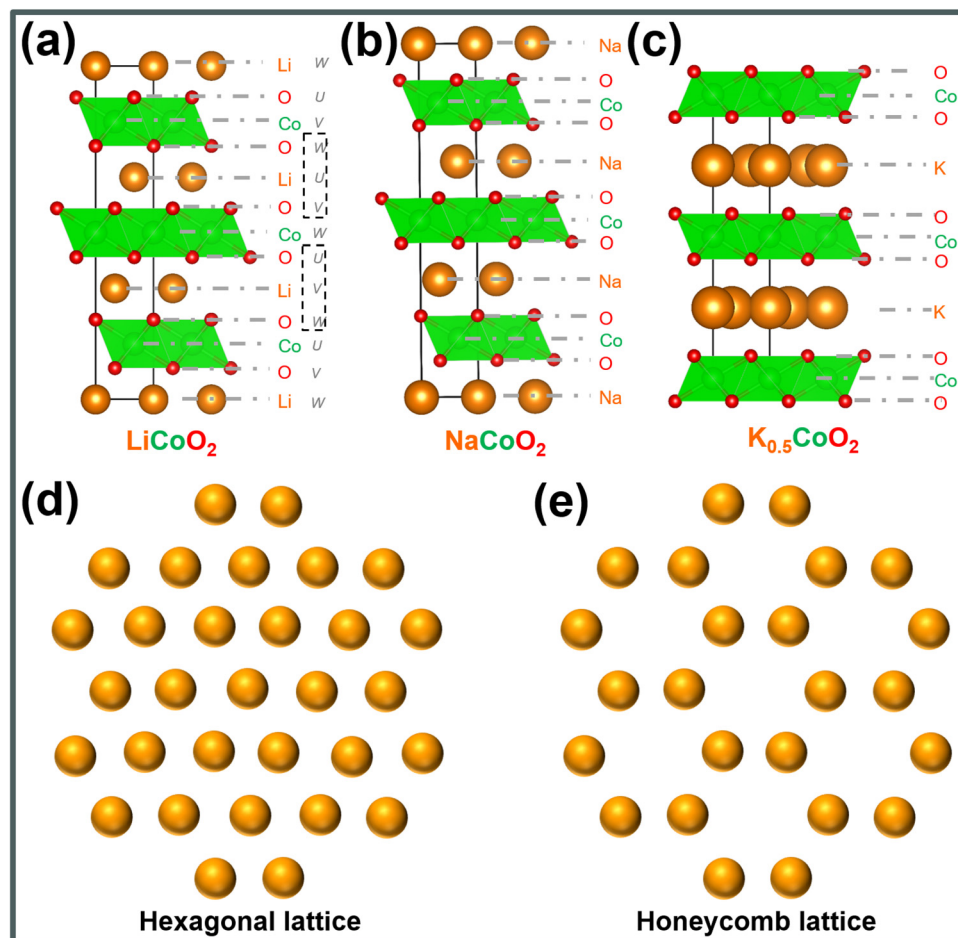 (a)
Li W
O U
Co V
O W
Li U
O V
Co W
O U
Li V
O W
Co U
O V
Li W
LiCoO₂
(b)
Na
O
Co
O
Na
O
Co
O
Na
O
Co
O
Na
NaCoO₂
(c)
O
Co
O
K
O
Co
O
K
O
Co
O
K₀.₅CoO₂
(d)
Hexagonal lattice
(e)
Honeycomb lattice